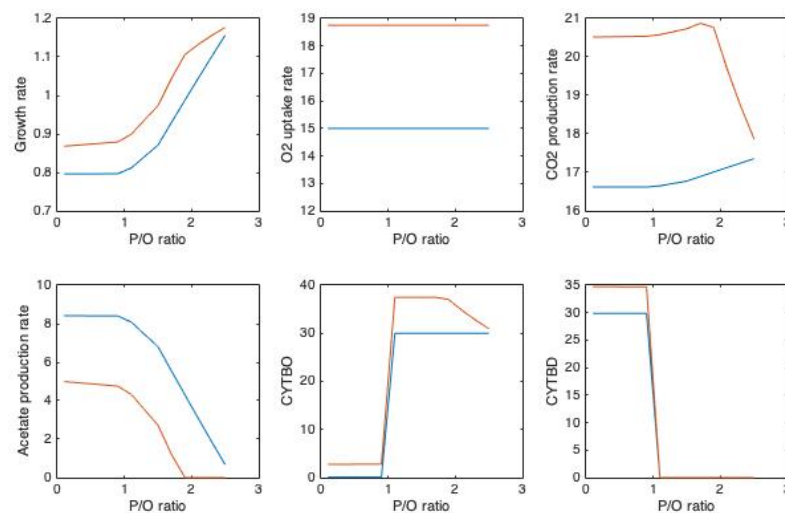 Growth rate
1.2
1.1
1
0.9
0.8
0.7
0 1 2 3
P/O ratio
O2 uptake rate
19
18
17
16
15
14
13
12
0 1 2 3
P/O ratio
CO2 production rate
21
20
19
18
17
16
0 1 2 3
P/O ratio
Acetate production rate
10
8
6
4
2
0
0 1 2 3
P/O ratio
CYTBO
40
30
20
10
0
0 1 2 3
P/O ratio
CYTBD
35
30
25
20
15
10
5
0
0 1 2 3
P/O ratio